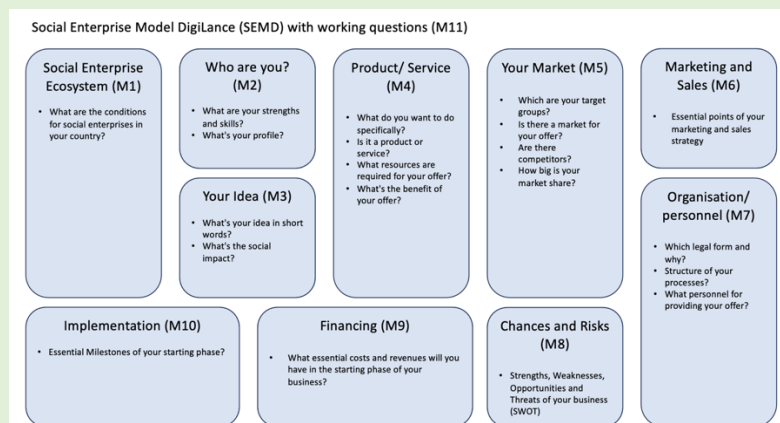 Social Enterprise Model DigiLance (SEMD) with working questions (M11)
Social Enterprise
Ecosystem (M1)
• What are the conditions
for social enterprises in
your country?
Who are you?
(M2)
• What are your strengths
and skills?
• What's your profile?
Your Idea (M3)
• What's your idea in short
words?
• What's the social
impact?
Product/ Service
(M4)
• What do you want to do
specifically?
• Is it a product or
service?
• What resources are
required for your offer?
• What's the benefit of
your offer?
Your Market (M5)
• Which are your target
groups?
• Is there a market for
your offer?
• Are there
competitors?
• How big is your
market share?
Marketing and
Sales (M6)
• Essential points of your
marketing and sales
strategy
Organisation/
personnel (M7)
• Which legal form and
why?
• Structure of your
processes?
• What personnel for
providing your offer?
Implementation (M10)
• Essential Milestones of your starting phase?
Financing (M9)
• What essential costs and revenues will you
have in the starting phase of your
business?
Chances and Risks
(M8)
• Strengths, Weaknesses,
Opportunities and
Threats of your business
(SWOT)